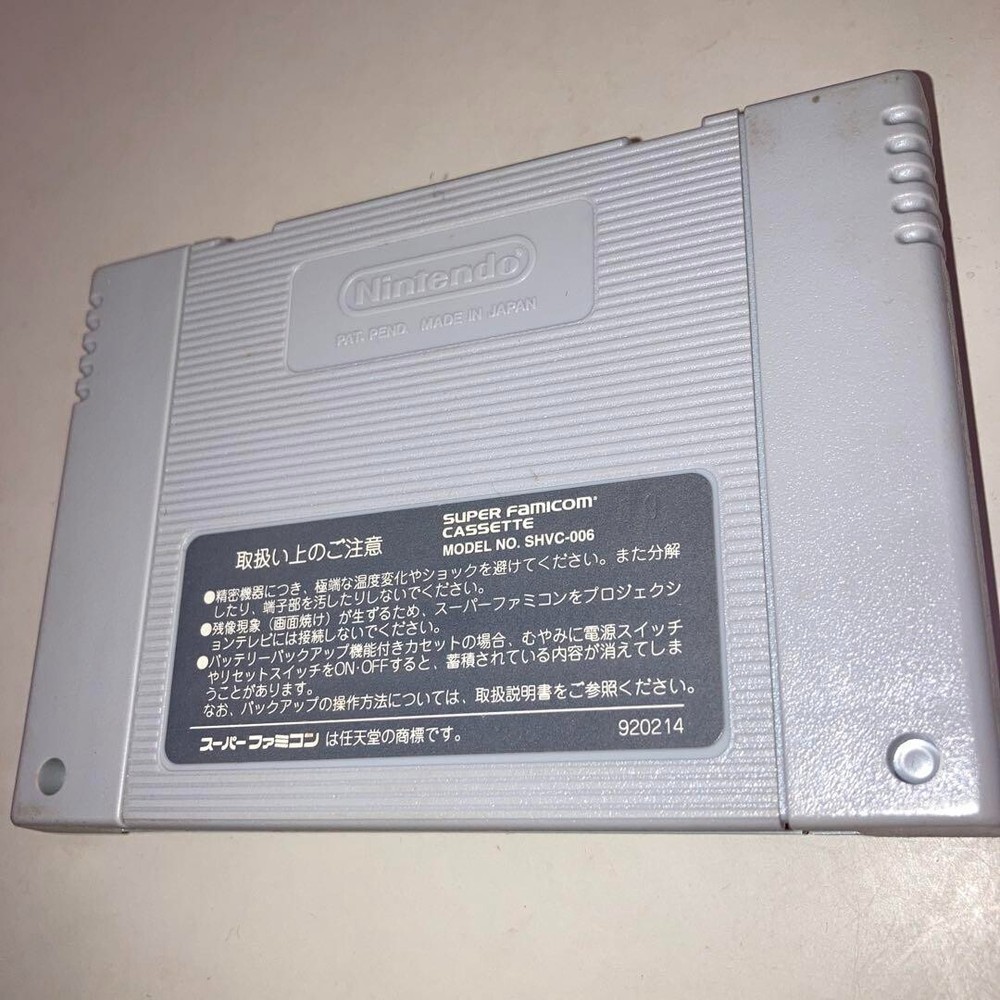 Nintendo
PAT. PEND. MADE IN JAPAN
取扱い上のご注意
SUPER FAMICOM
CASSETTE
MODEL NO. SHVC-006
●精密機器につき、極端な温度変化やショックを避けてください。また分解
したり、端子部を汚したりしないでください。
●残像現象（画面焼け）が生ずるため、スーパーファミコンをプロジェクシ
ョンテレビには接続しないでください。
●バッテリーバックアップ機能付きカセットの場合、むやみに電源スイッチ
やリセットスイッチをON·OFFすると、蓄積されている内容が消えてしま
うことがあります。
なお、バックアップの操作方法については、取扱説明書をご参照ください。
スーパーファミコン は任天堂の商標です。
920214